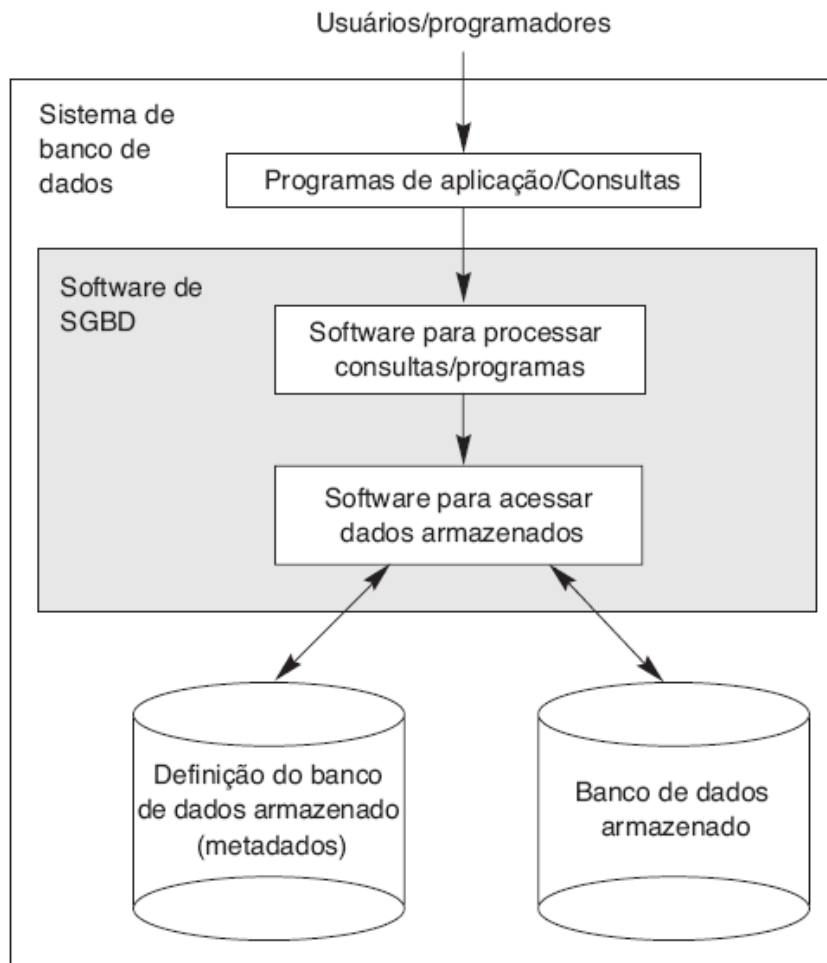 Usuários/programadores
Sistema de
banco de
dados
Programas de aplicação/Consultas
Software de
SGBD
Software para processar
consultas/programas
Software para acessar
dados armazenados
Definição do banco
de dados armazenado
(metadados)
Banco de dados
armazenado